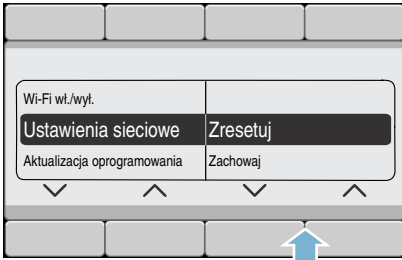 Wi-Fi wł./wył.
Ustawienia sieciowe Zresetuj
Aktualizacja oprogramowania Zachowaj